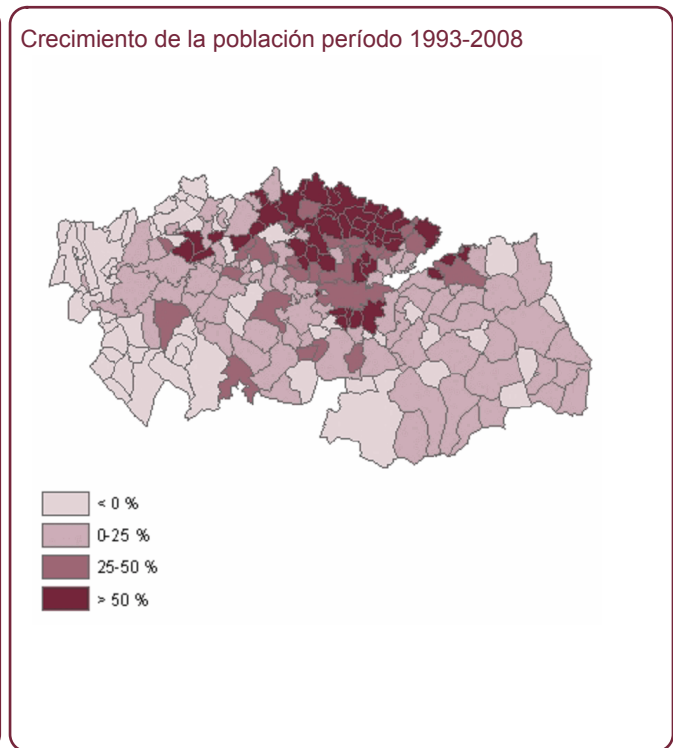 Crecimiento de la población período 1993-2008
< 0 %
0-25 %
25-50 %
> 50 %